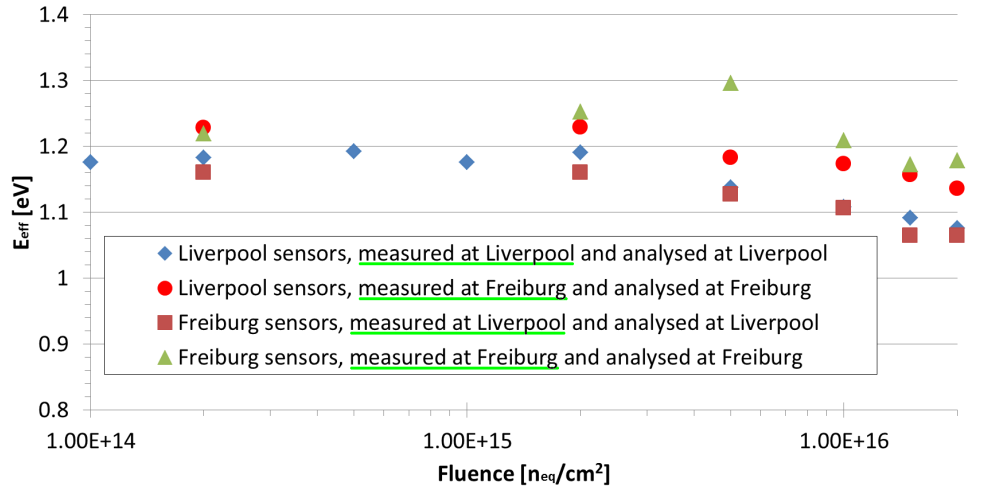 1.4
1.3
1.2
1.1
1
0.9
0.8
Eeff [eV]
Liverpool sensors, measured at Liverpool and analysed at Liverpool
Liverpool sensors, measured at Freiburg and analysed at Freiburg
Freiburg sensors, measured at Liverpool and analysed at Liverpool
Freiburg sensors, measured at Freiburg and analysed at Freiburg
1.00E+14 1.00E+15 1.00E+16
Fluence [neq/cm²]